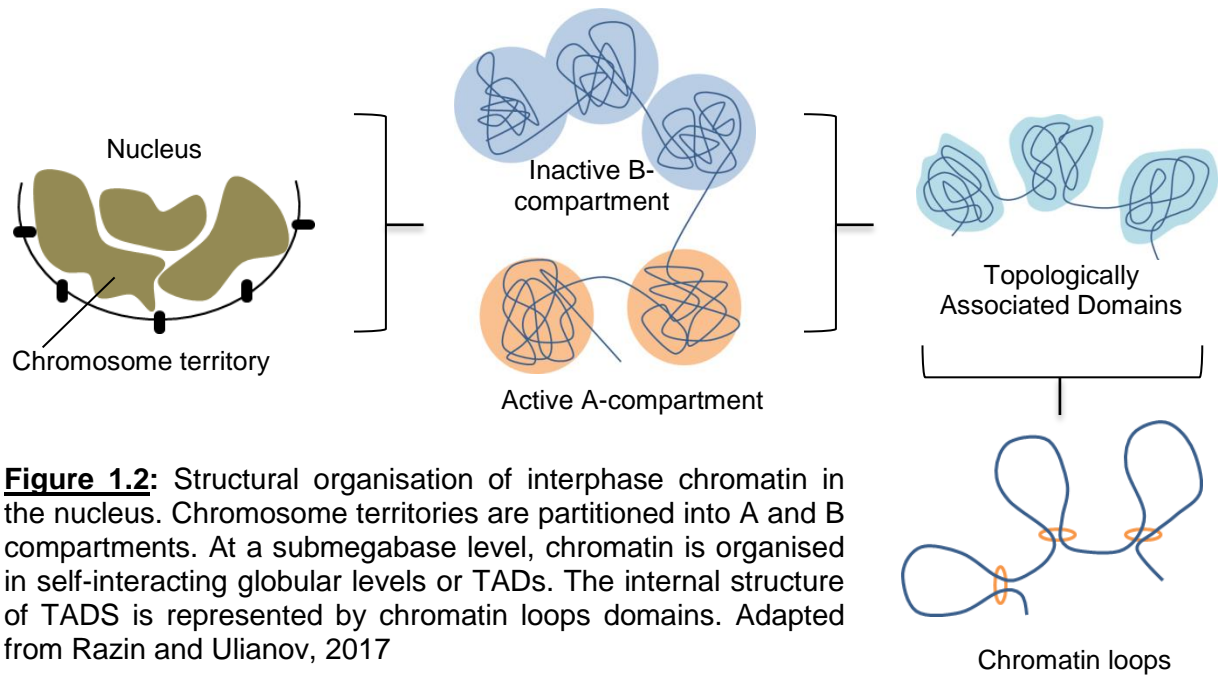 Nucleus
Chromosome territory
Inactive B-
compartment
Active A-compartment
Topologically
Associated Domains
Chromatin loops
Figure 1.2: Structural organisation of interphase chromatin in
the nucleus. Chromosome territories are partitioned into A and B
compartments. At a submegabase level, chromatin is organised
in self-interacting globular levels or TADs. The internal structure
of TADS is represented by chromatin loops domains. Adapted
from Razin and Ulianov, 2017